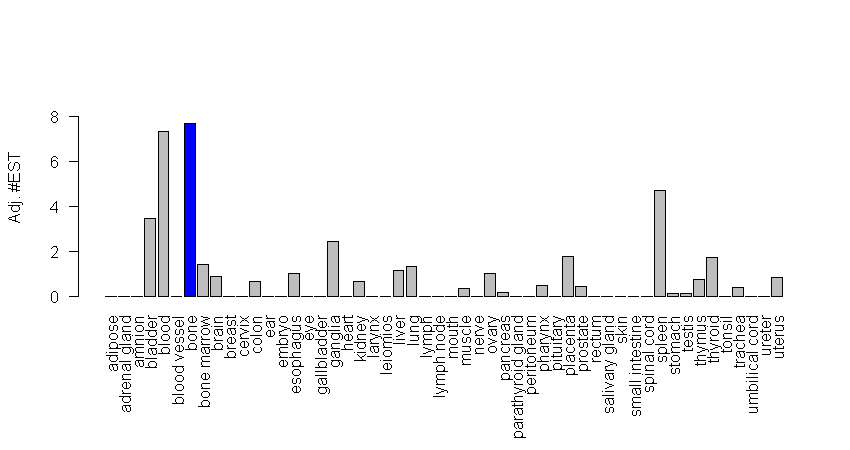 Adj. #EST
8
6
4
2
0
adipose
adrenal gland
amnion
bladder
blood
blood vessel
bone
bone marrow
brain
breast
cervix
colon
ear
embryo
esophagus
eye
gallbladder
ganglia
heart
kidney
larynx
leiomios
liver
lung
lymph
lymph node
mouth
muscle
nerve
ovary
pancreas
parathyroid gland
peritoneum
pharynx
pituitary
placenta
prostate
rectum
salivary gland
skin
small intestine
spinal cord
spleen
stomach
testis
thymus
thyroid
tonsil
trachea
umbilical cord
ureter
uterus